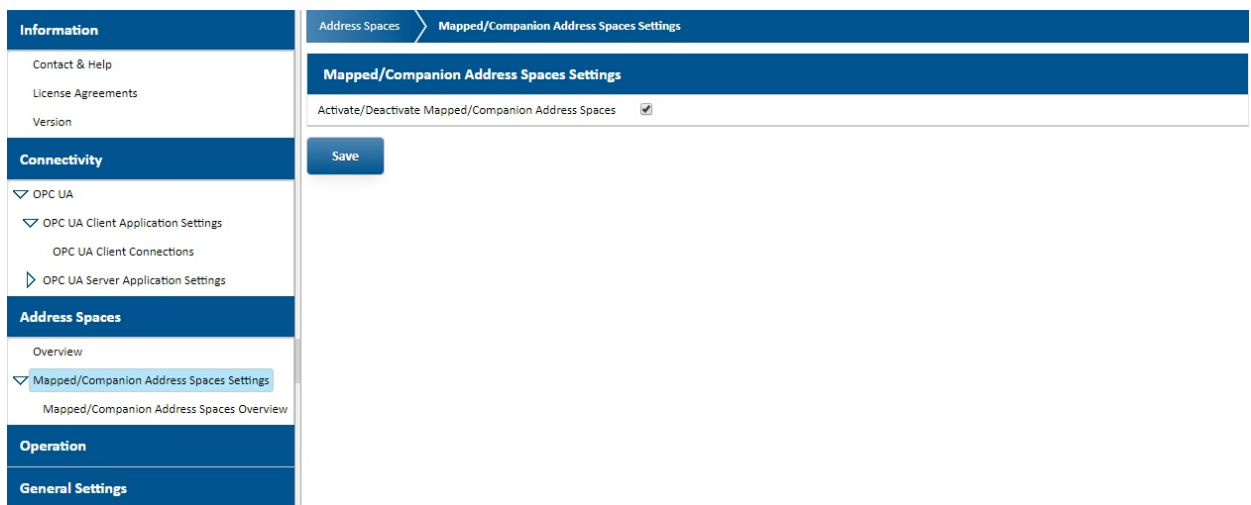 Information
Contact & Help
License Agreements
Version
Connectivity
OPC UA
OPC UA Client Application Settings
OPC UA Client Connections
OPC UA Server Application Settings
Address Spaces
Overview
Mapped/Companion Address Spaces Settings
Mapped/Companion Address Spaces Overview
Operation
General Settings
Address Spaces Mapped/Companion Address Spaces Settings
Mapped/Companion Address Spaces Settings
Activate/Deactivate Mapped/Companion Address Spaces
Save